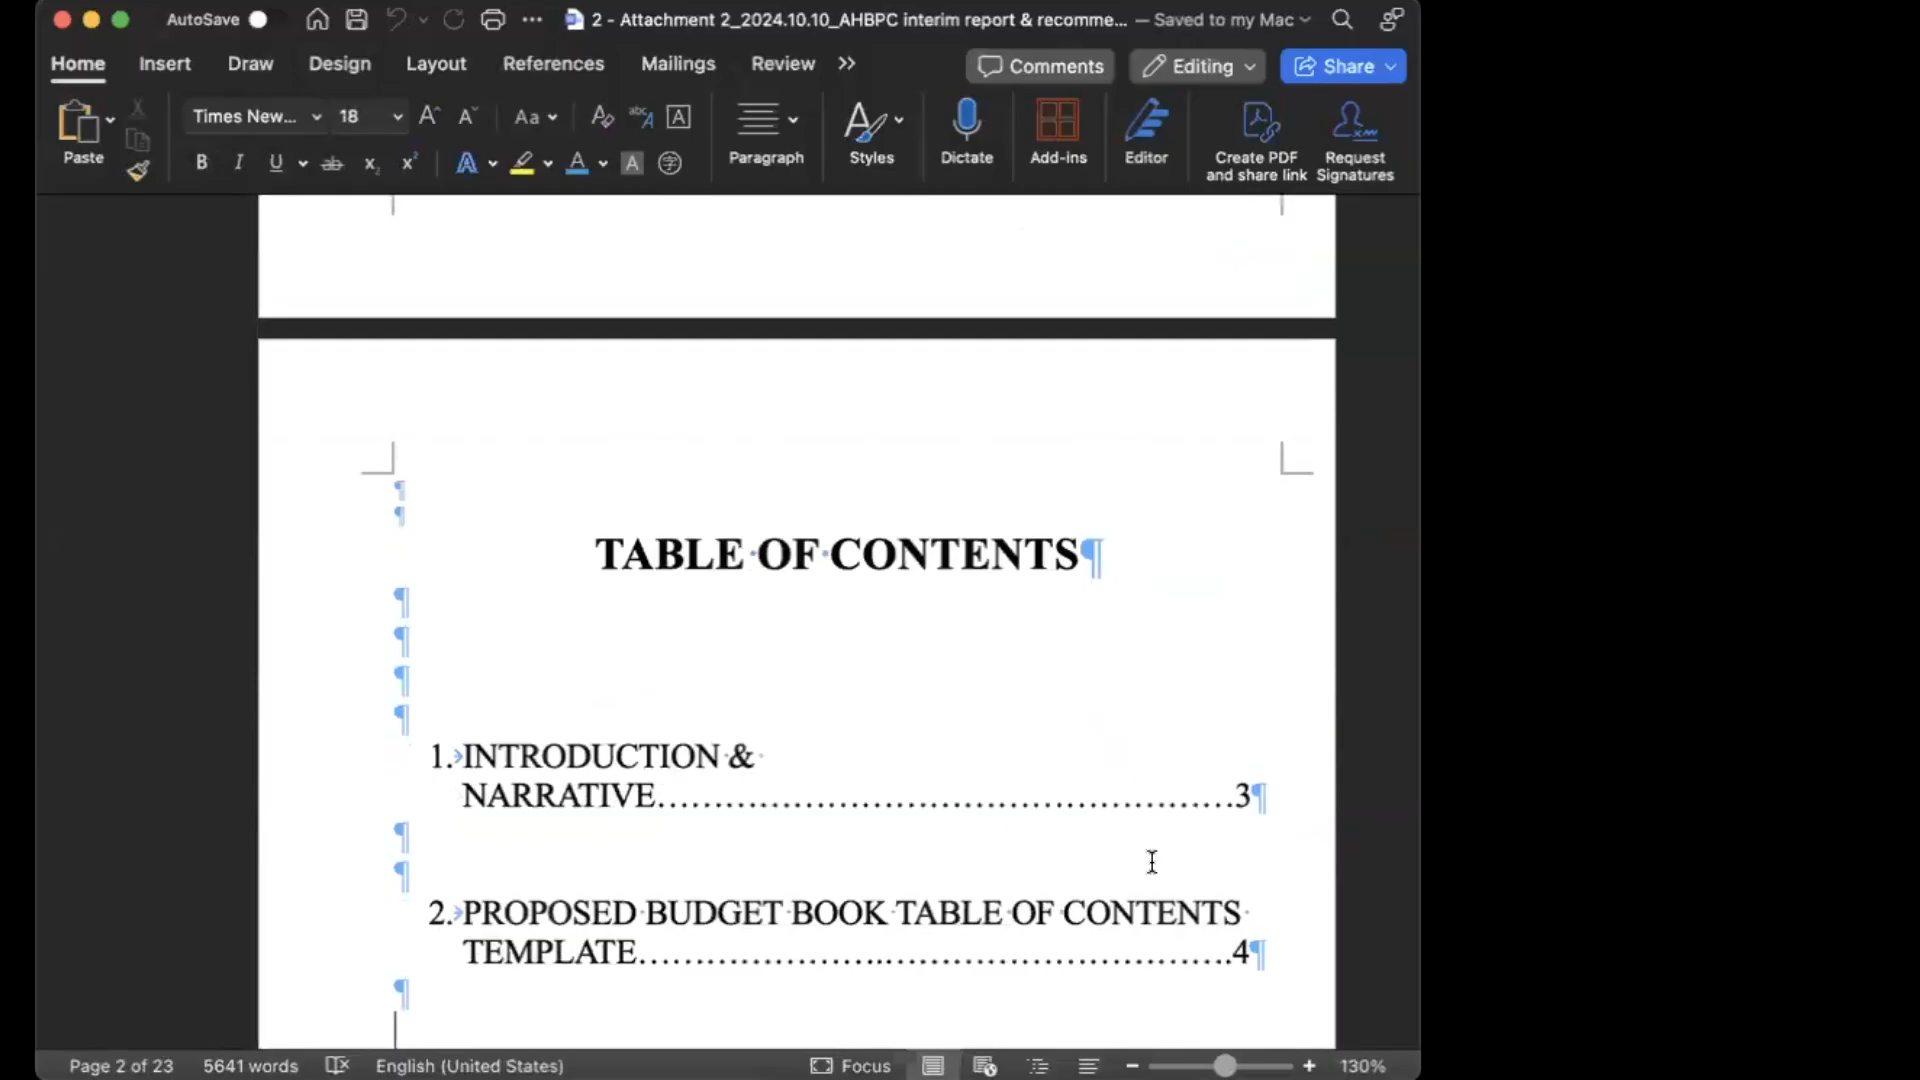 AutoSave
2 - Attachment 2_2024.10.10_AHBPC interim report & recomme... — Saved to my Mac
Home Insert Draw Design Layout References Mailings Review >> Comments Editing Share
Paste Times New... 18 Aa Paragraph Styles Dictate Add-ins Editor Create PDF and share link Request Signatures
TABLE OF CONTENTS¶
1. INTRODUCTION &
NARRATIVE……………………………………………3¶
2. PROPOSED BUDGET BOOK TABLE OF CONTENTS
TEMPLATE………………….………………………….4¶
Page 2 of 23 5641 words English (United States) Focus 130%